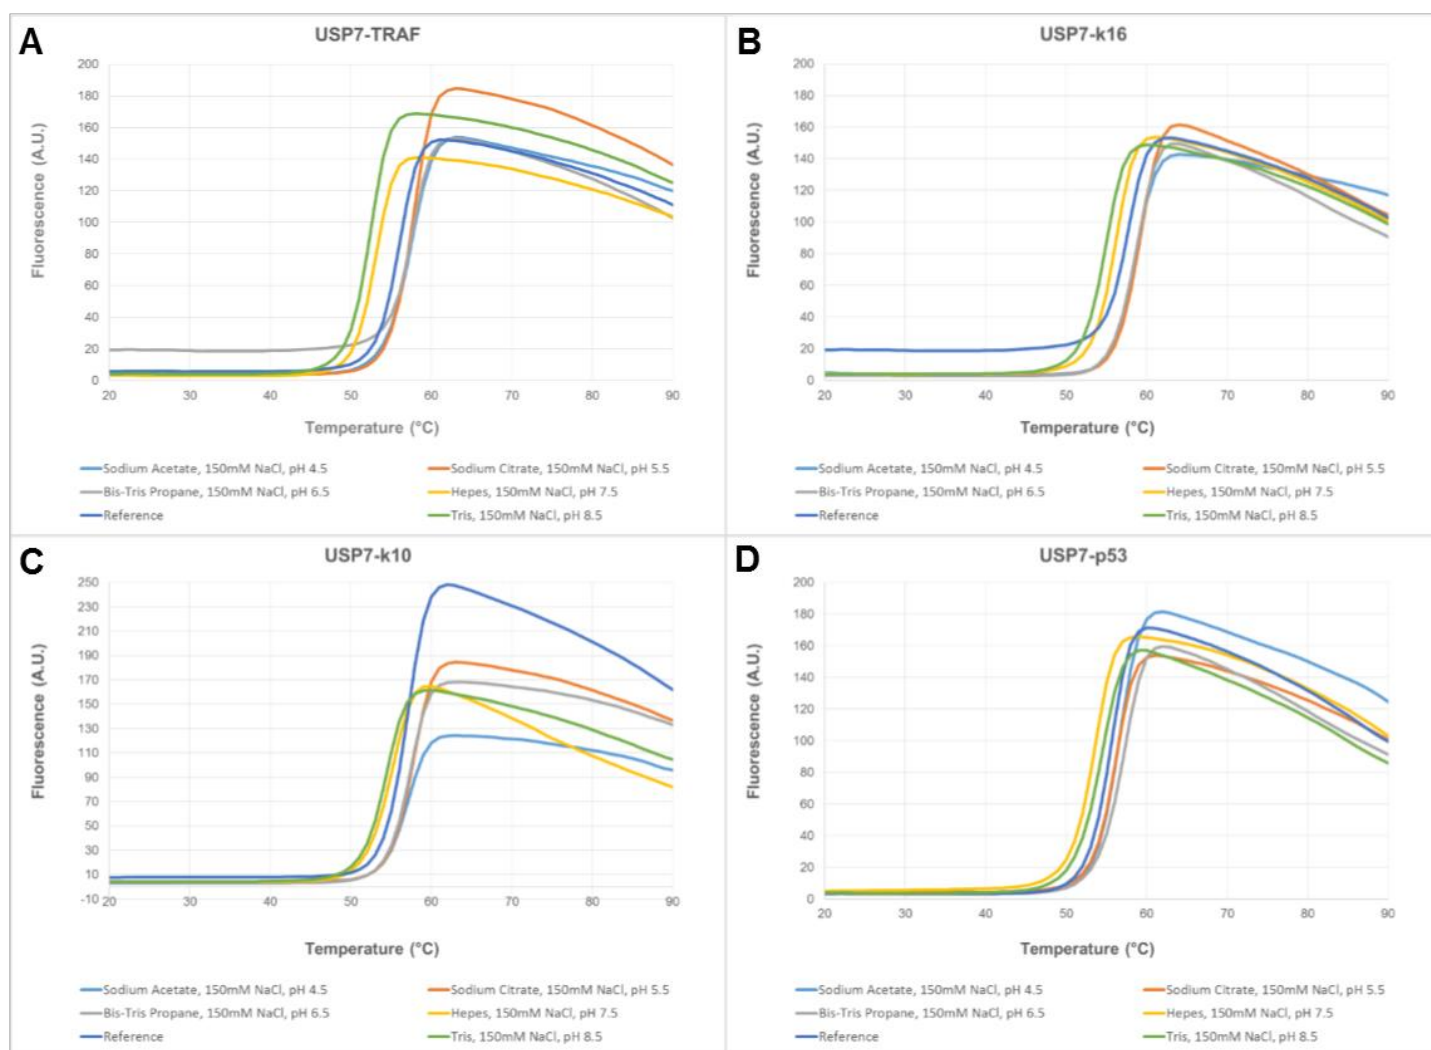 A
USP7-TRAF
200
180
160
140
120
100
80
60
40
20
0
Fluorescence (A.U.)
20 30 40 50 60 70 80 90
Temperature (°C)
Sodium Acetate, 150mM NaCl, pH 4.5
Sodium Citrate, 150mM NaCl, pH 5.5
Bis-Tris Propane, 150mM NaCl, pH 6.5
Hepes, 150mM NaCl, pH 7.5
Reference
Tris, 150mM NaCl, pH 8.5
B
USP7-k16
200
180
160
140
120
100
80
60
40
20
0
Fluorescence (A.U.)
20 30 40 50 60 70 80 90
Temperature (°C)
Sodium Acetate, 150mM NaCl, pH 4.5
Sodium Citrate, 150mM NaCl, pH 5.5
Bis-Tris Propane, 150mM NaCl, pH 6.5
Hepes, 150mM NaCl, pH 7.5
Reference
Tris, 150mM NaCl, pH 8.5
C
USP7-k10
250
230
210
190
170
150
130
110
90
70
50
30
10
-10
Fluorescence (A.U.)
20 30 40 50 60 70 80 90
Temperature (°C)
Sodium Acetate, 150mM NaCl, pH 4.5
Sodium Citrate, 150mM NaCl, pH 5.5
Bis-Tris Propane, 150mM NaCl, pH 6.5
Hepes, 150mM NaCl, pH 7.5
Reference
Tris, 150mM NaCl, pH 8.5
D
USP7-p53
200
180
160
140
120
100
80
60
40
20
0
Fluorescence (A.U.)
20 30 40 50 60 70 80 90
Temperature (°C)
Sodium Acetate, 150mM NaCl, pH 4.5
Sodium Citrate, 150mM NaCl, pH 5.5
Bis-Tris Propane, 150mM NaCl, pH 6.5
Hepes, 150mM NaCl, pH 7.5
Reference
Tris, 150mM NaCl, pH 8.5